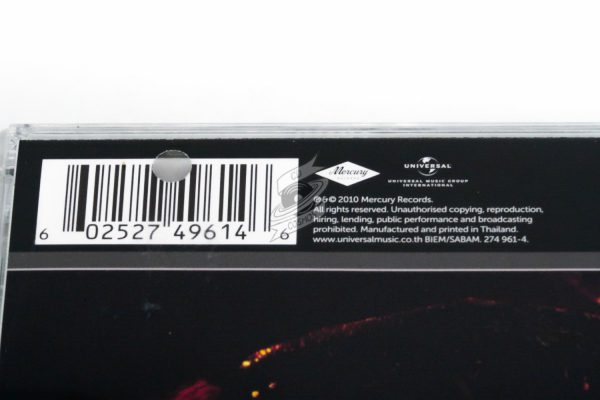 6 02527 49614 6
Mercury
RECORDS
UNIVERSAL
UNIVERSAL MUSIC GROUP
INTERNATIONAL
℗&© 2010 Mercury Records.
All rights reserved. Unauthorised copying, reproduction,
hiring, lending, public performance and broadcasting
prohibited. Manufactured and printed in Thailand.
www.universalmusic.co.th BIEM/SABAM. 274 961-4.